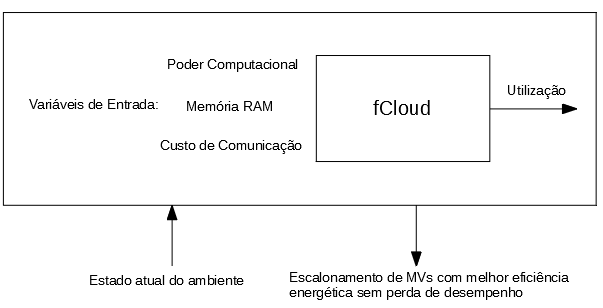 Poder Computacional
Variáveis de Entrada:
Memória RAM
Custo de Comunicação
fCloud
Utilização
Estado atual do ambiente
Escalonamento de MVs com melhor eficiência
energética sem perda de desempenho